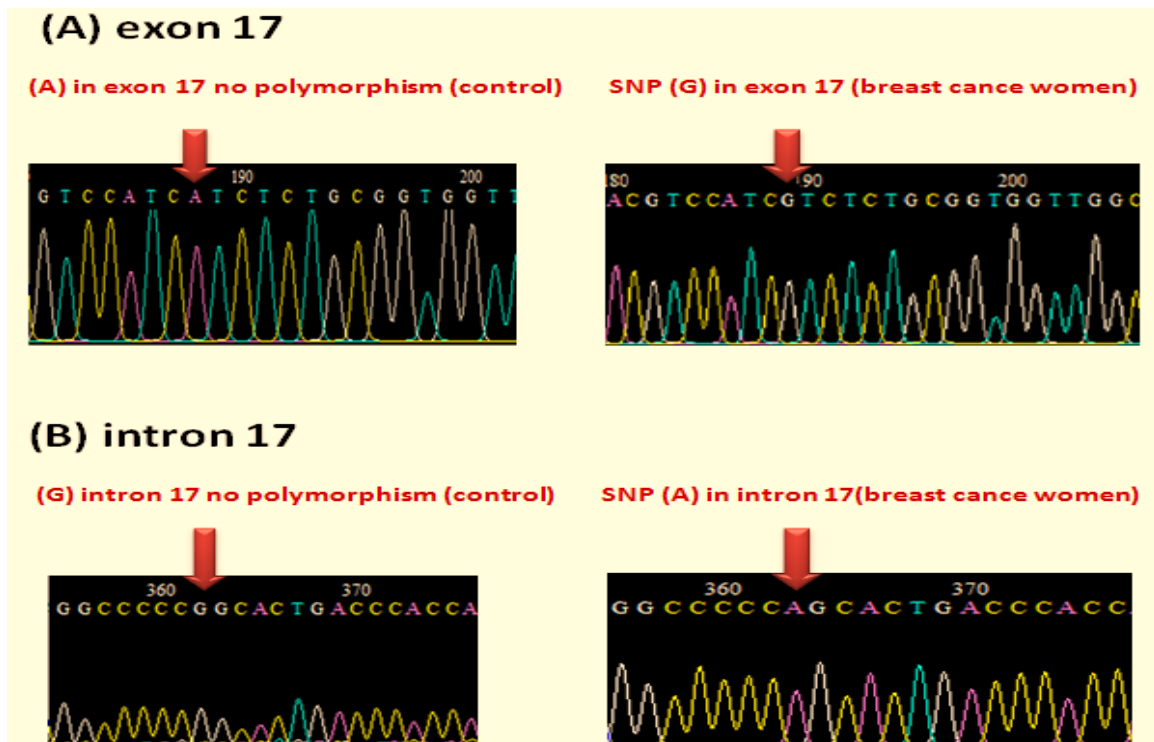 (A) exon 17
(A) in exon 17 no polymorphism (control)
SNP (G) in exon 17 (breast cance women)
190 200
G T C C A T C A T C T C T G C G G T G G T T
180 190 200
A C G T C C A T C G T C T C T G C G G T G G T T G G C
(B) intron 17
(G) intron 17 no polymorphism (control)
SNP (A) in intron 17(breast cance women)
360 370
G G C C C C C G G C A C T G A C C C A C C A
360 370
G G C C C C C A G C A C T G A C C C A C C